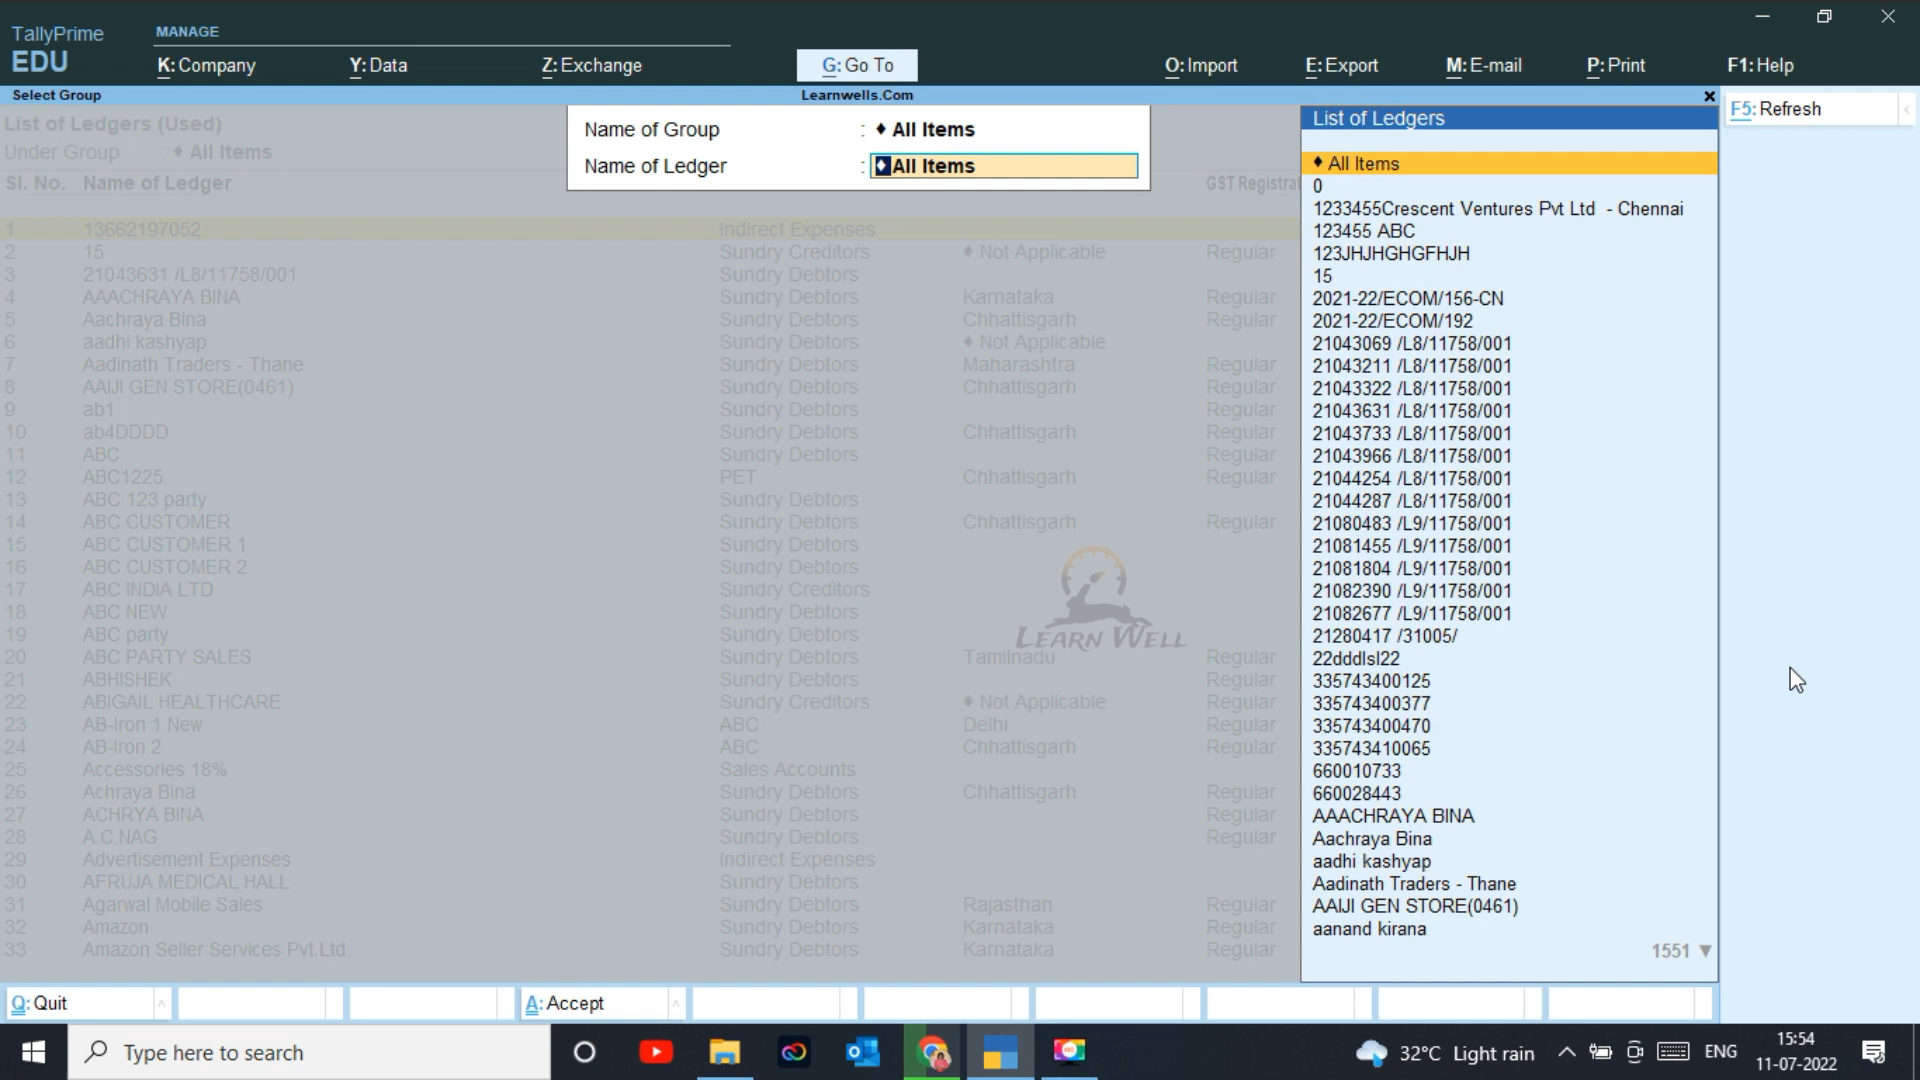 TallyPrime
EDU
MANAGE
K: Company
Y: Data
Z: Exchange
G: Go To
O: Import
E: Export
M: E-mail
P: Print
F1: Help
Select Group
Learnwells.Com
F5: Refresh
List of Ledgers (Used)
Under Group : ♦ All Items
Sl. No. Name of Ledger GST Registrat
Name of Group : ♦ All Items
Name of Ledger : ♦ All Items
1 13662197052 Indirect Expenses
2 15 Sundry Creditors ♦ Not Applicable Regular
3 21043631 /L8/11758/001 Sundry Debtors
4 AAACHRAYA BINA Sundry Debtors Karnataka Regular
5 Aachraya Bina Sundry Debtors Chhattisgarh Regular
6 aadhi kashyap Sundry Debtors ♦ Not Applicable
7 Aadinath Traders - Thane Sundry Debtors Maharashtra Regular
8 AAIJI GEN STORE(0461) Sundry Debtors Chhattisgarh Regular
9 ab1 Sundry Debtors Regular
10 ab4DDDD Sundry Debtors Chhattisgarh Regular
11 ABC Sundry Debtors Regular
12 ABC1225 PET Chhattisgarh Regular
13 ABC 123 party Sundry Debtors
14 ABC CUSTOMER Sundry Debtors Chhattisgarh Regular
15 ABC CUSTOMER 1 Sundry Debtors
16 ABC CUSTOMER 2 Sundry Debtors
17 ABC INDIA LTD Sundry Creditors
18 ABC NEW Sundry Debtors
19 ABC party Sundry Debtors
20 ABC PARTY SALES Sundry Debtors Tamilnadu Regular
21 ABHISHEK Sundry Debtors Regular
22 ABIGAIL HEALTHCARE Sundry Creditors ♦ Not Applicable Regular
23 AB-Iron 1 New ABC Delhi Regular
24 AB-Iron 2 ABC Chhattisgarh Regular
25 Accessories 18% Sales Accounts
26 Achraya Bina Sundry Debtors Chhattisgarh Regular
27 ACHRYA BINA Sundry Debtors Regular
28 A.C.NAG Sundry Debtors Regular
29 Advertisement Expenses Indirect Expenses
30 AFRUJA MEDICAL HALL Sundry Debtors
31 Agarwal Mobile Sales Sundry Debtors Rajasthan Regular
32 Amazon Sundry Debtors Karnataka Regular
33 Amazon Seller Services Pvt.Ltd. Sundry Debtors Karnataka Regular
LEARN WELL
List of Ledgers
♦ All Items
0
1233455Crescent Ventures Pvt Ltd - Chennai
123455 ABC
123JHJHGHGFHJH
15
2021-22/ECOM/156-CN
2021-22/ECOM/192
21043069 /L8/11758/001
21043211 /L8/11758/001
21043322 /L8/11758/001
21043631 /L8/11758/001
21043733 /L8/11758/001
21043966 /L8/11758/001
21044254 /L8/11758/001
21044287 /L8/11758/001
21080483 /L9/11758/001
21081455 /L9/11758/001
21081804 /L9/11758/001
21082390 /L9/11758/001
21082677 /L9/11758/001
21280417 /31005/
22dddlsl22
335743400125
335743400377
335743400470
335743410065
660010733
660028443
AAACHRAYA BINA
Aachraya Bina
aadhi kashyap
Aadinath Traders - Thane
AAIJI GEN STORE(0461)
aanand kirana
1551 ▼
Q: Quit
A: Accept
Type here to search
32°C Light rain
ENG
15:54
11-07-2022